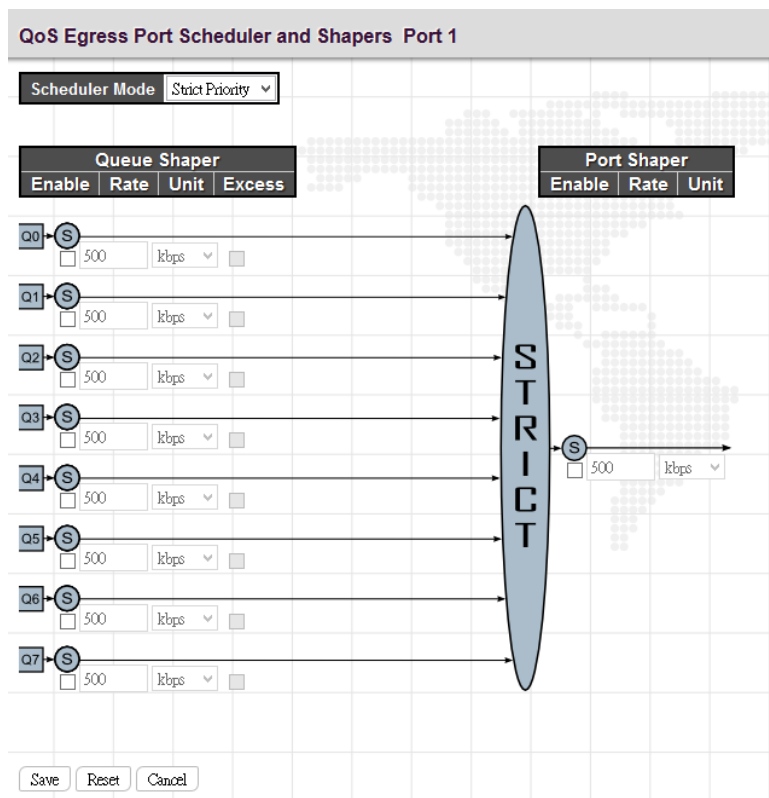 QoS Egress Port Scheduler and Shapers Port 1
Scheduler Mode Strict Priority
Queue Shaper
Enable Rate Unit Excess
Port Shaper
Enable Rate Unit
Q0 S
500 kbps
Q1 S
500 kbps
Q2 S
500 kbps
Q3 S
500 kbps
Q4 S
500 kbps
Q5 S
500 kbps
Q6 S
500 kbps
Q7 S
500 kbps
STRICT
S
500 kbps
Save Reset Cancel